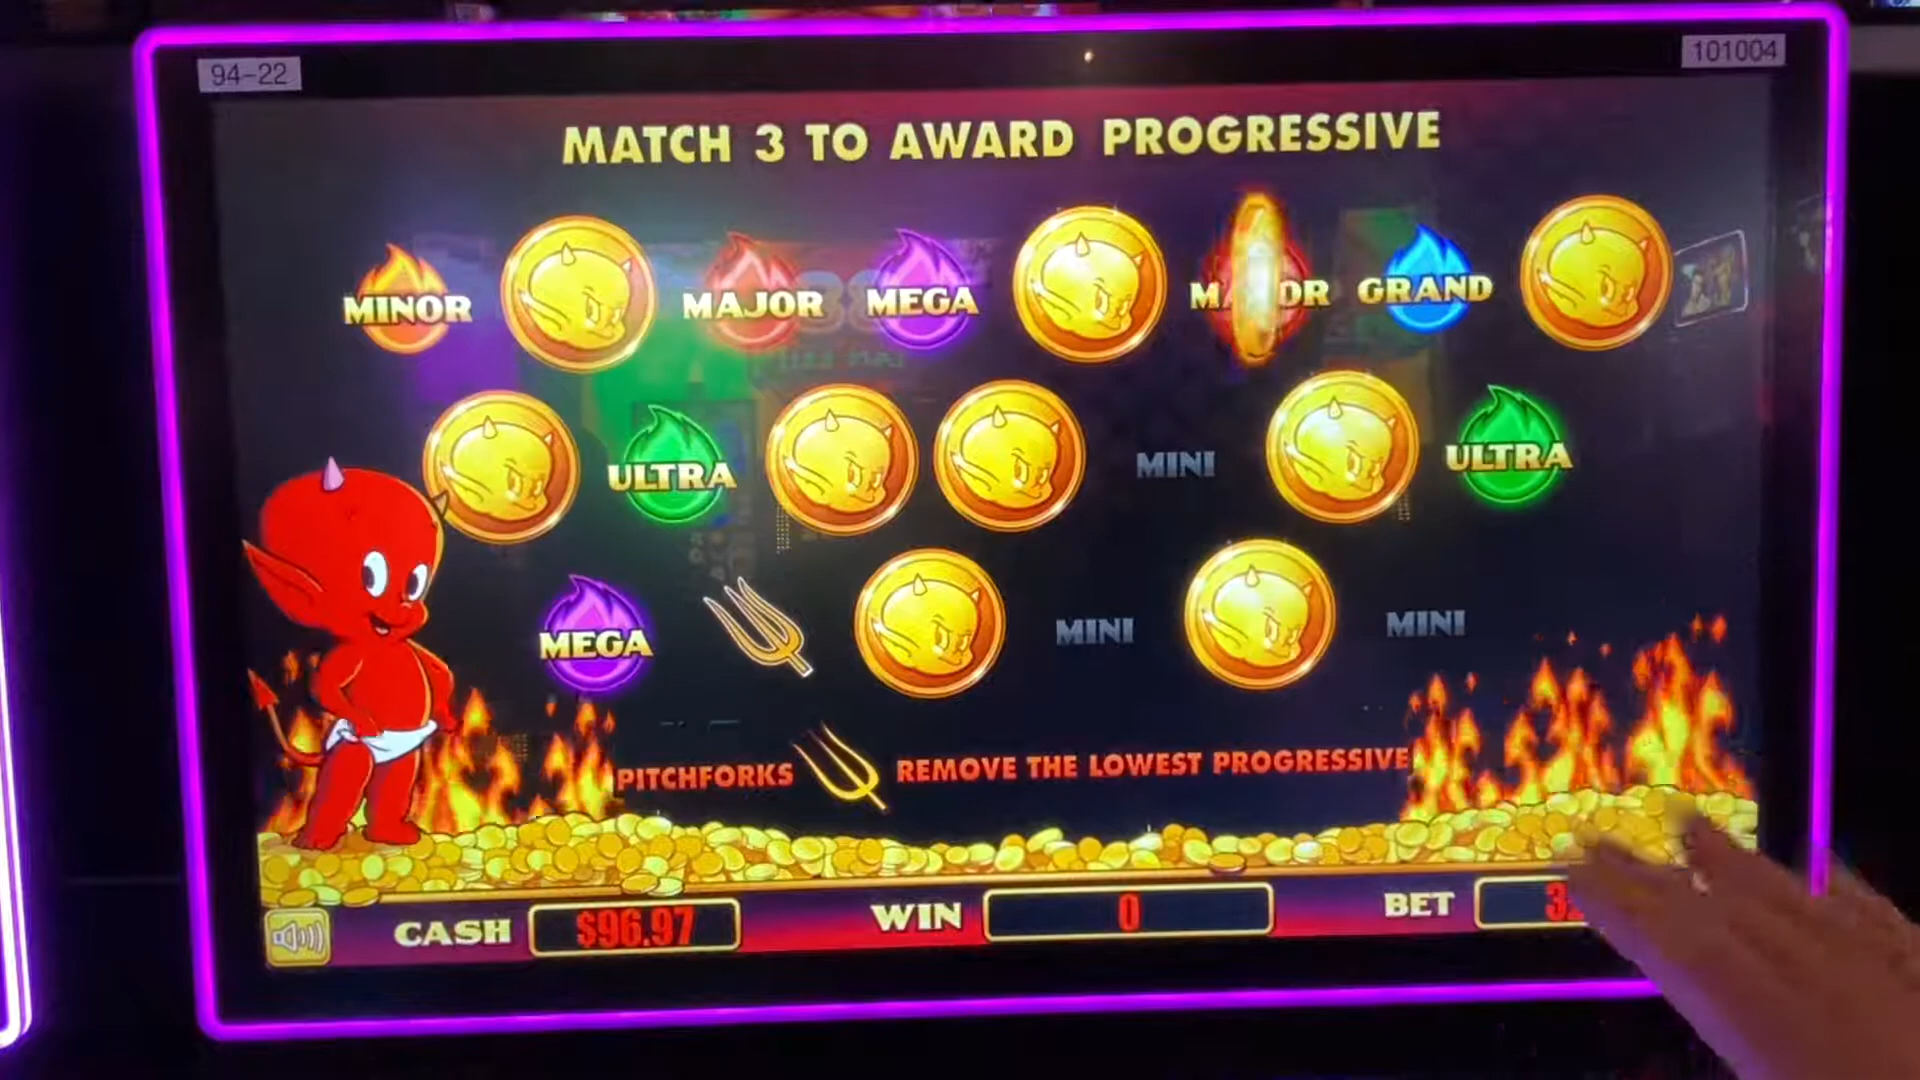 94-22
101004
MATCH 3 TO AWARD PROGRESSIVE
MINOR
MAJOR
MEGA
GRAND
ULTRA
MINI
ULTRA
MEGA
MINI
MINI
PITCHFORKS REMOVE THE LOWEST PROGRESSIVE
CASH $96.97 WIN 0 BET